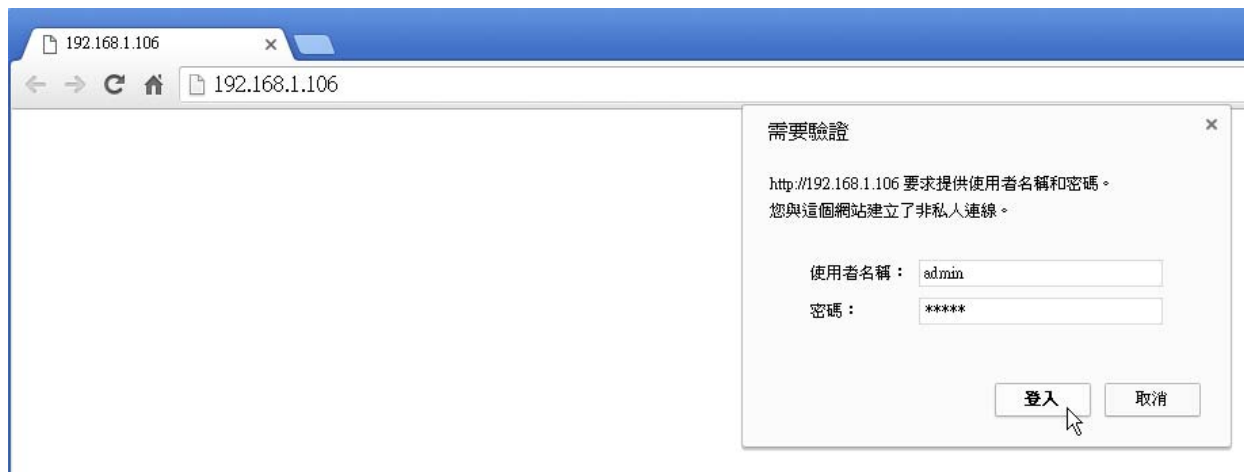 192.168.1.106
192.168.1.106
需要驗證
http://192.168.1.106 要求提供使用者名稱和密碼。
您與這個網站建立了非私人連線。
使用者名稱： admin
密碼： *****
登入 取消